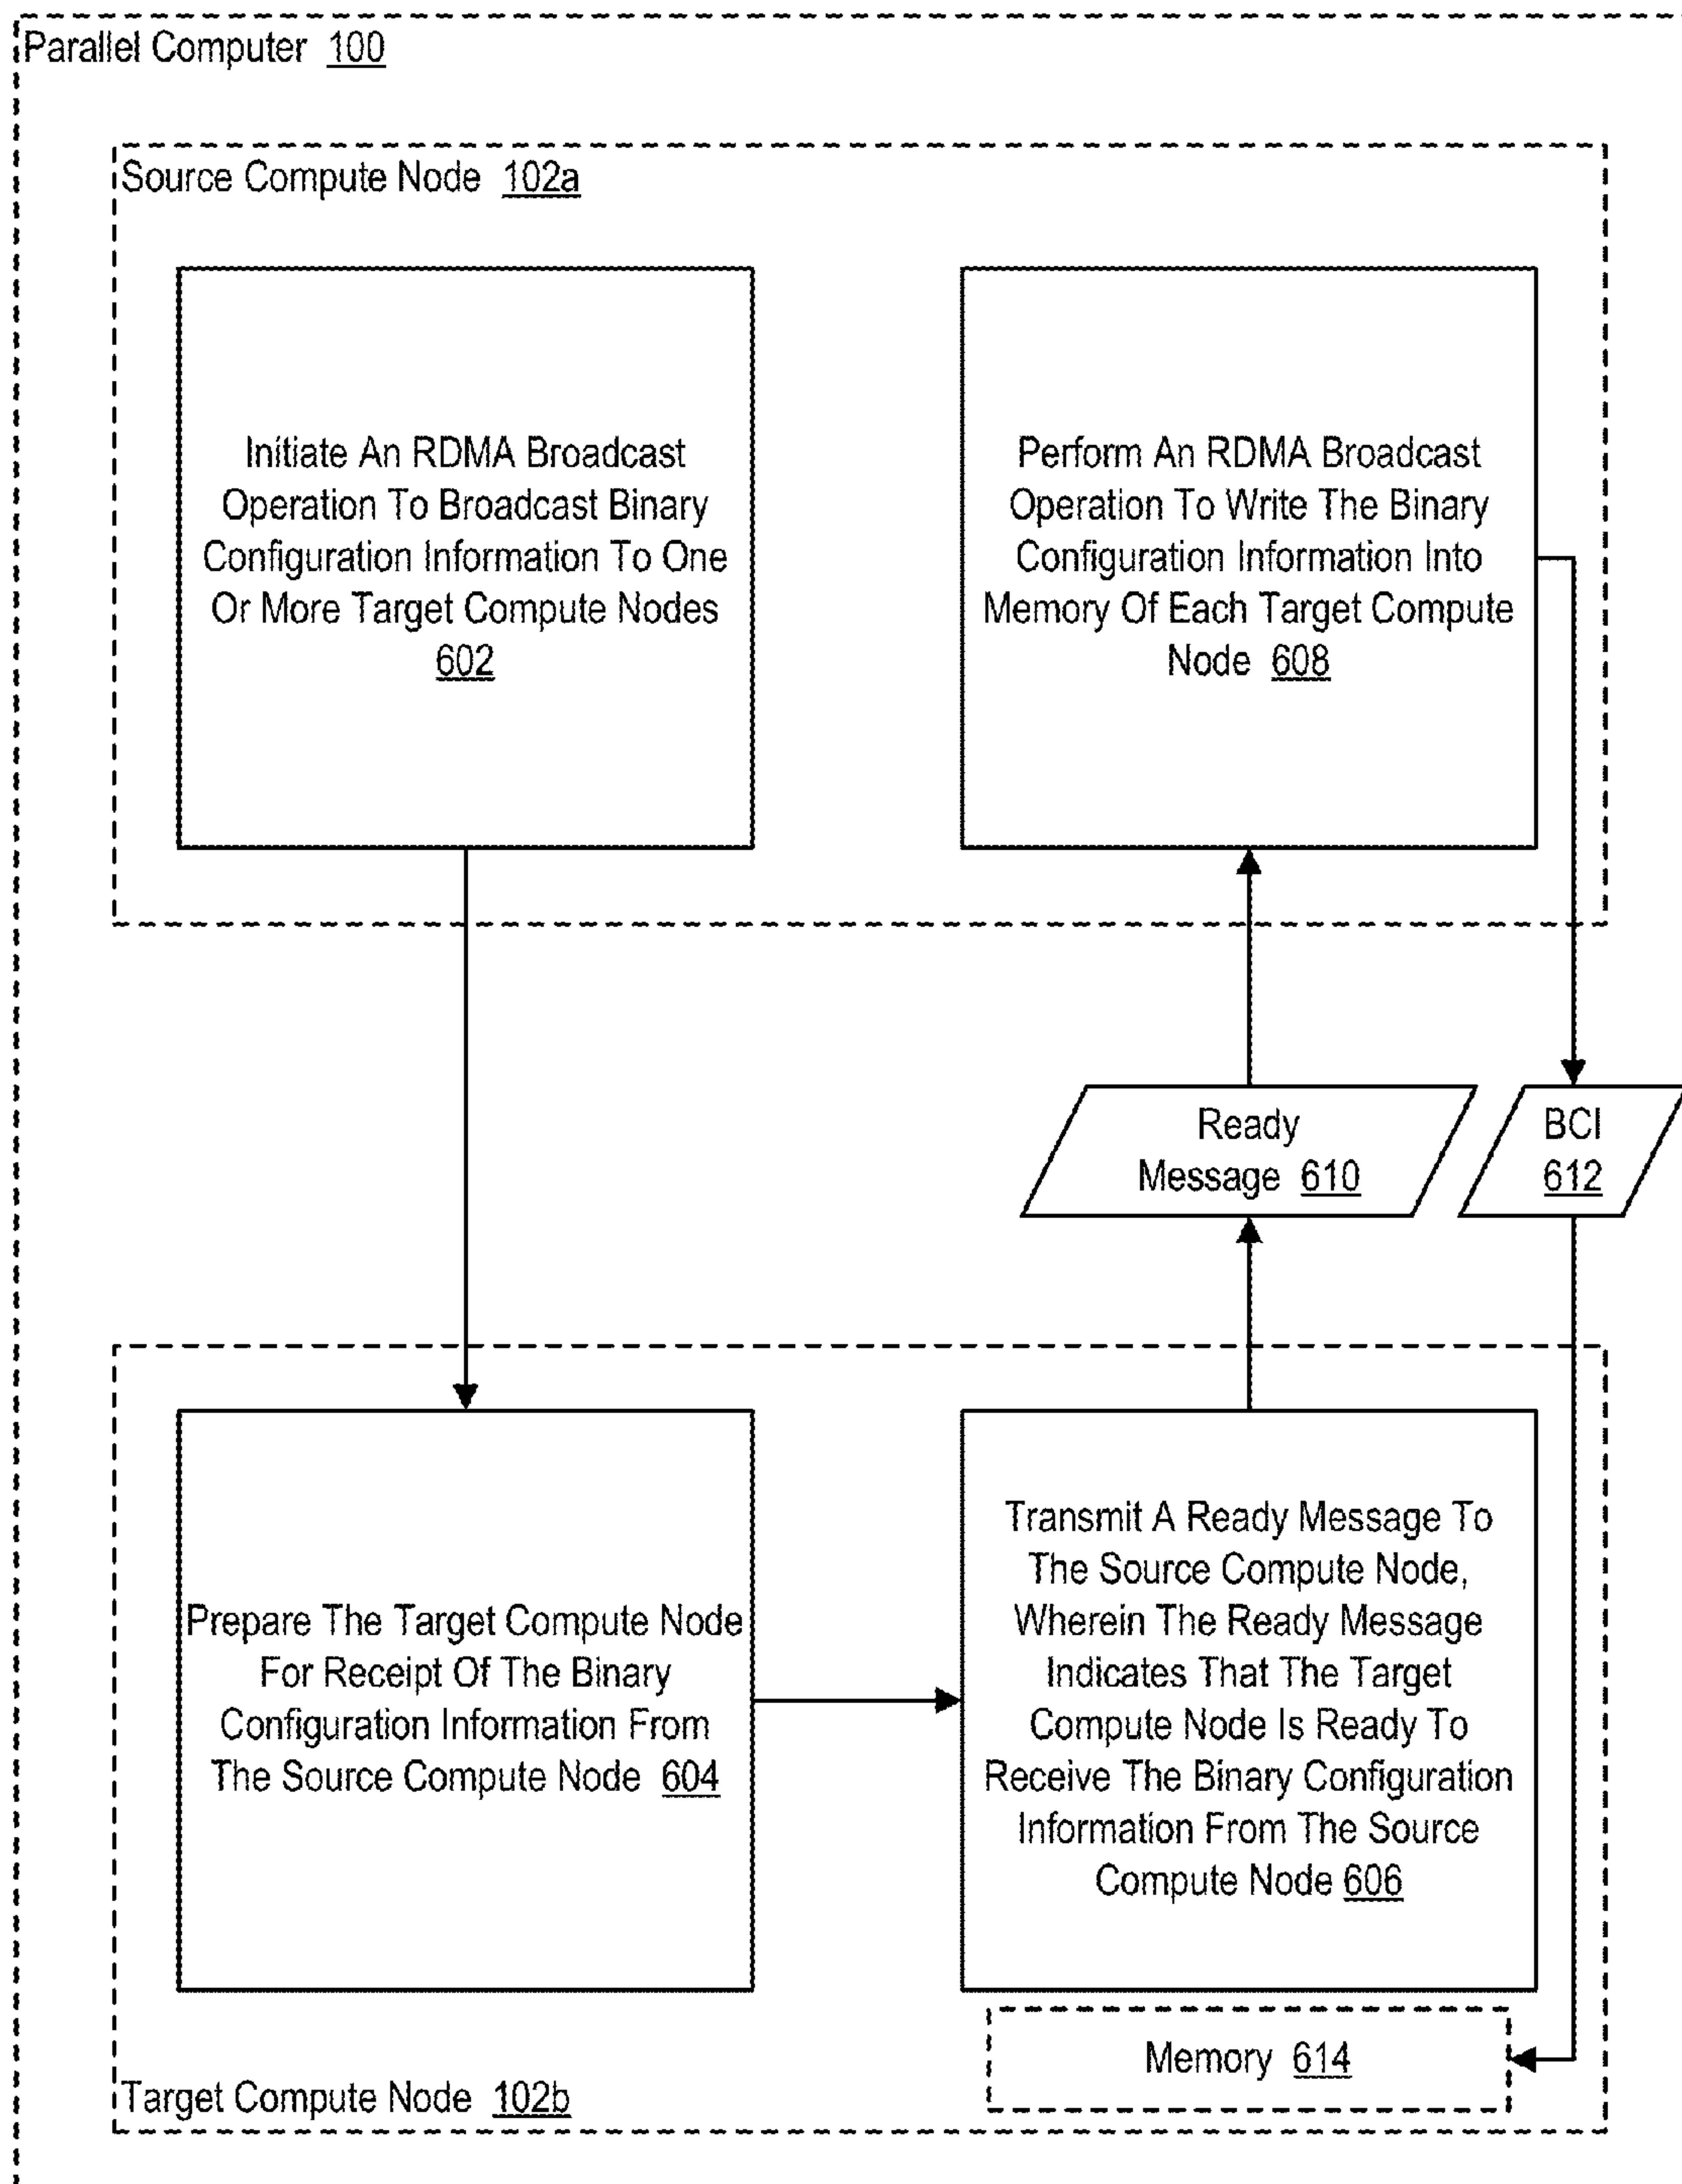 Parallel Computer 100
Source Compute Node 102a
Initiate An RDMA Broadcast
Operation To Broadcast Binary
Configuration Information To One
Or More Target Compute Nodes
602
Perform An RDMA Broadcast
Operation To Write The Binary
Configuration Information Into
Memory Of Each Target Compute
Node 608
Ready
Message 610
BCI
612
Prepare The Target Compute Node
For Receipt Of The Binary
Configuration Information From
The Source Compute Node 604
Transmit A Ready Message To
The Source Compute Node,
Wherein The Ready Message
Indicates That The Target
Compute Node Is Ready To
Receive The Binary Configuration
Information From The Source
Compute Node 606
Memory 614
Target Compute Node 102b